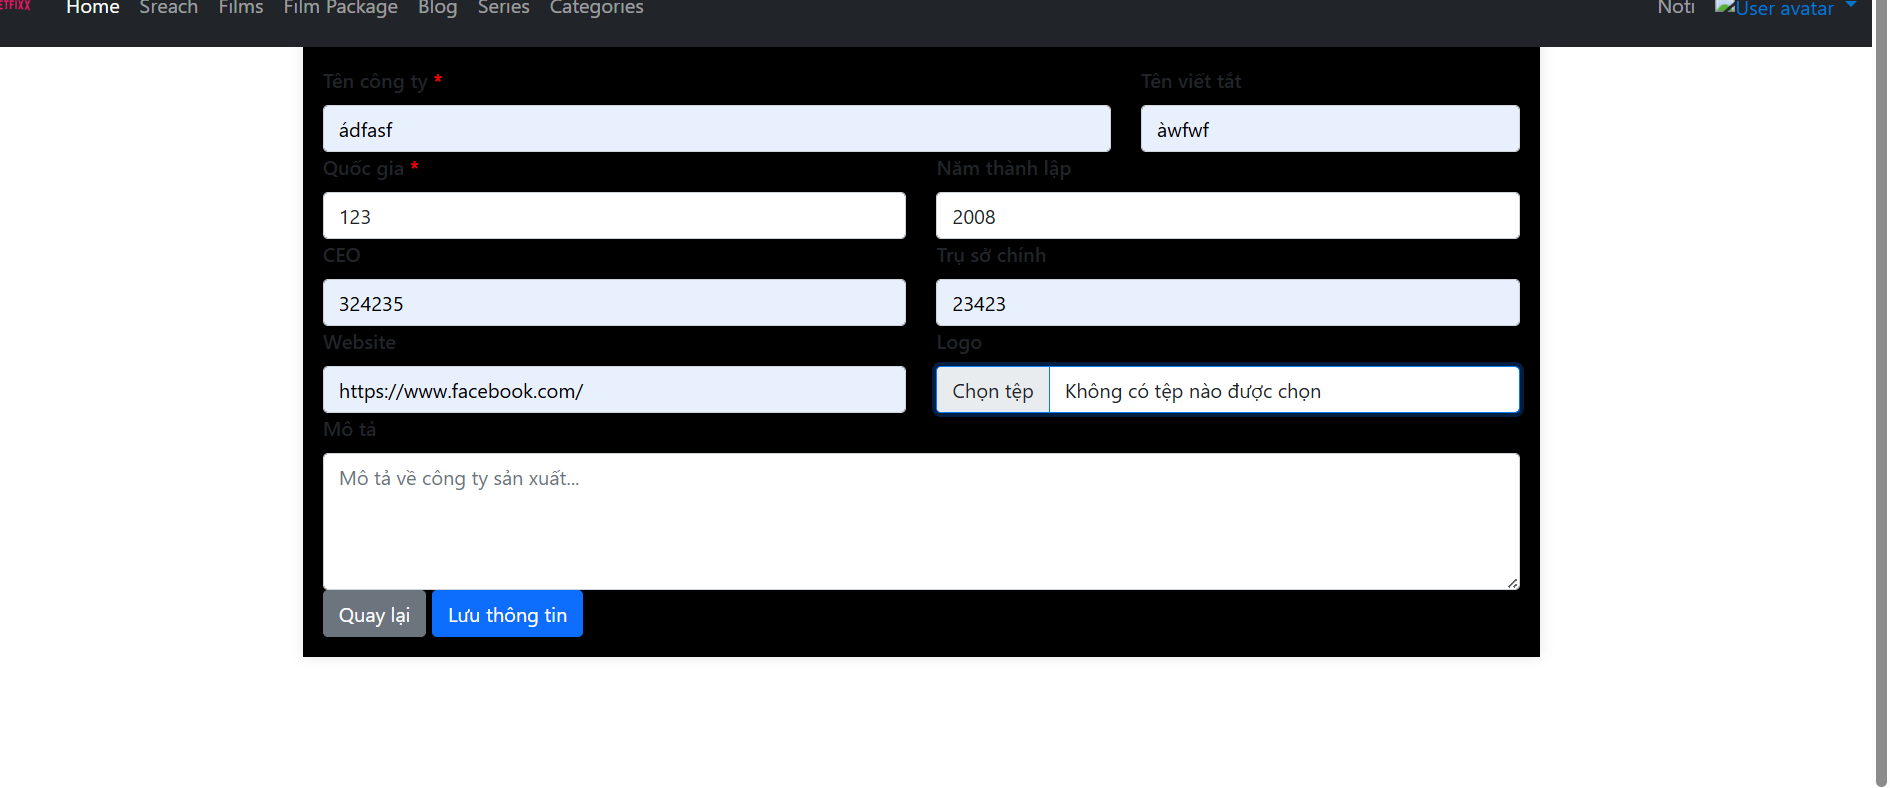 ETFIXX Home Sreach Films Film Package Blog Series Categories Noti User avatar
Tên công ty * Tên viết tắt
ádfasf àwfwf
Quốc gia * Năm thành lập
123 2008
CEO Trụ sở chính
324235 23423
Website Logo
https://www.facebook.com/ Chọn tệp Không có tệp nào được chọn
Mô tả
Mô tả về công ty sản xuất...
Quay lại Lưu thông tin